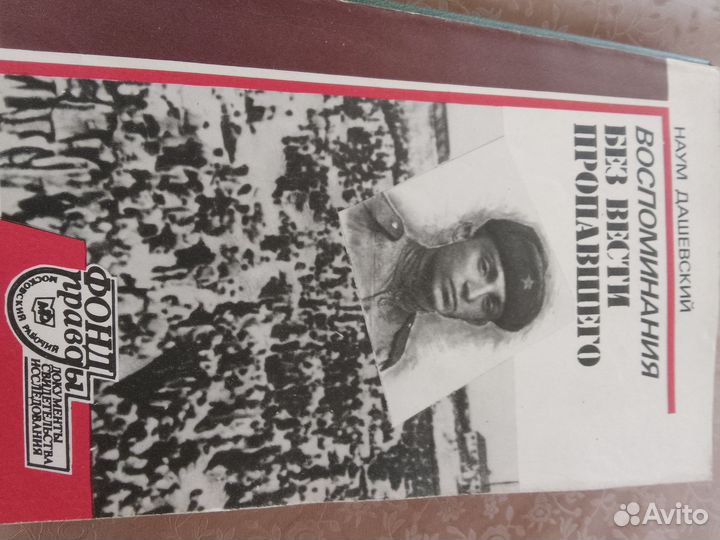 НАУМ ДАШЕВСКИЙ
ВОСПОМИНАНИЯ
БЕЗ ВЕСТИ
ПРОПАВШЕГО
ФОНД
правды
МОСКОВСКИЙ РАБОЧИЙ
ДОКУМЕНТЫ
СВИДЕТЕЛЬСТВА
ИССЛЕДОВАНИЯ
Avito